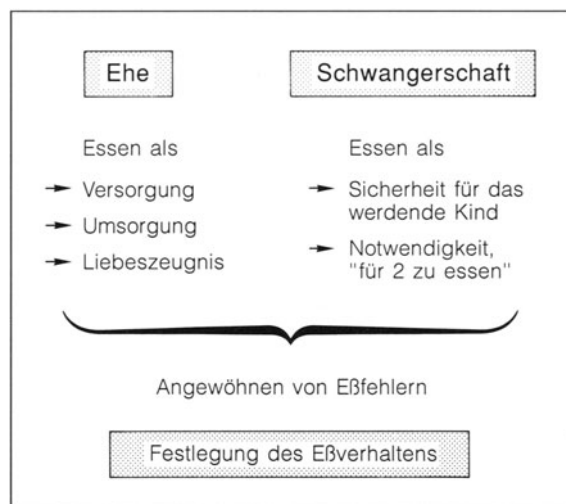 Ehe
Schwangerschaft
Essen als
→ Versorgung
→ Umsorgung
→ Liebeszeugnis
Essen als
→ Sicherheit für das
werdende Kind
→ Notwendigkeit,
"für 2 zu essen"
Angewöhnen von Eßfehlern
Festlegung des Eßverhaltens